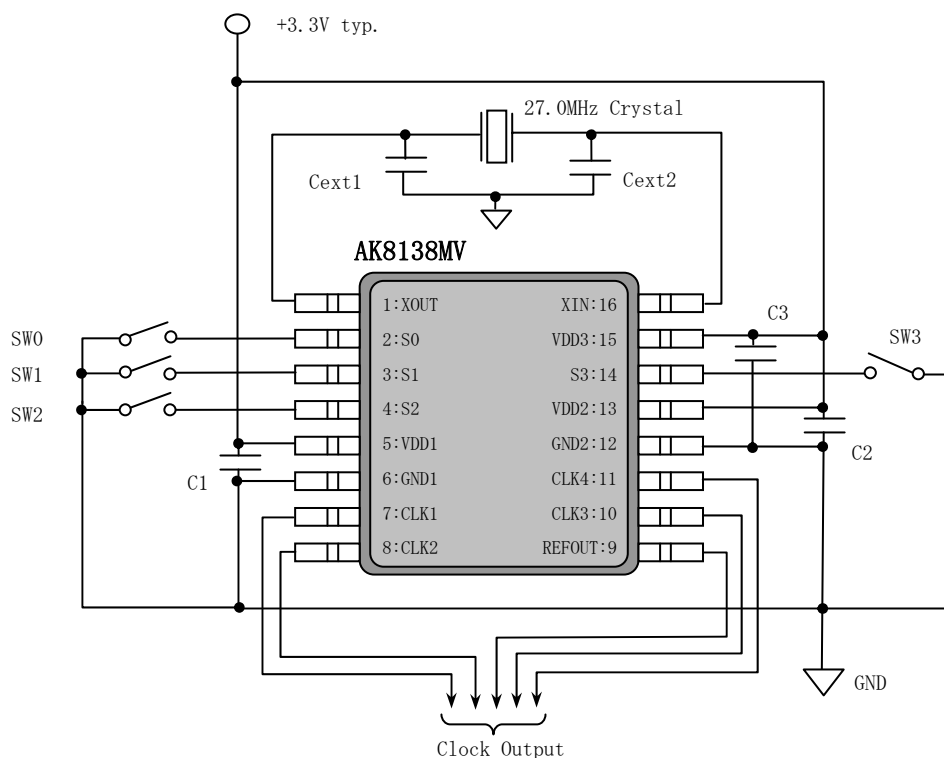 +3.3V typ.
27.0MHz Crystal
Cext1
Cext2
AK8138MV
1:XOUT
XIN:16
C3
SW0
2:S0
VDD3:15
SW3
SW1
3:S1
S3:14
SW2
4:S2
VDD2:13
5:VDD1
GND2:12
C2
C1
6:GND1
CLK4:11
7:CLK1
CLK3:10
8:CLK2
REFOUT:9
GND
Clock Output